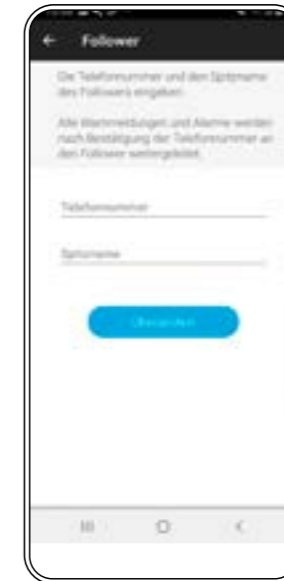 Follower
Die Telefonnummer und den Spitzname
des Followers eingeben.
Alle Warnmeldungen und Alarme werden
nach Bestätigung der Telefonnummer an
den Follower weitergeleitet.
Telefonnummer
Spitzname
Übersenden